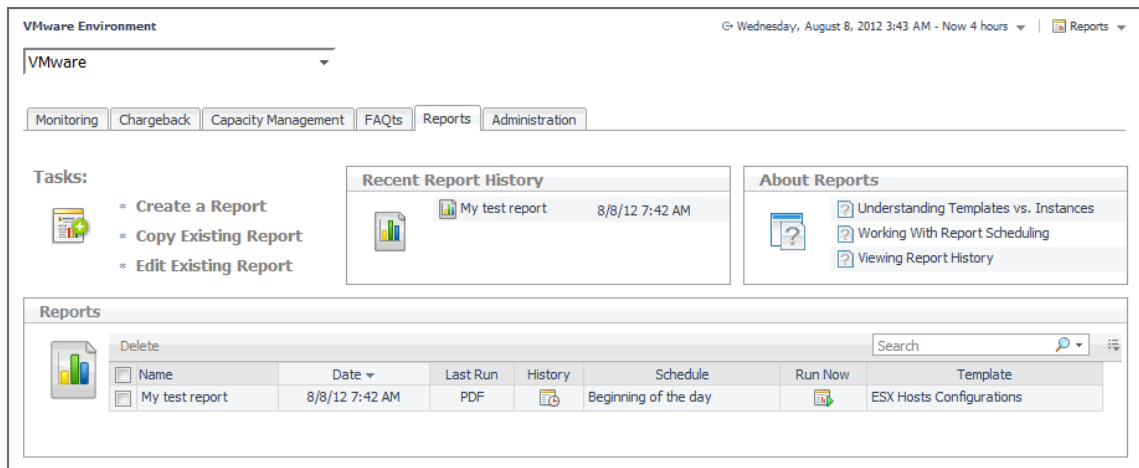 VMware Environment
Wednesday, August 8, 2012 3:43 AM - Now 4 hours | Reports
VMware
Monitoring Chargeback Capacity Management FAQts Reports Administration
Tasks:
Create a Report
Copy Existing Report
Edit Existing Report
Recent Report History
My test report 8/8/12 7:42 AM
About Reports
Understanding Templates vs. Instances
Working With Report Scheduling
Viewing Report History
Reports
Delete Search
Name Date Last Run History Schedule Run Now Template
My test report 8/8/12 7:42 AM PDF Beginning of the day ESX Hosts Configurations